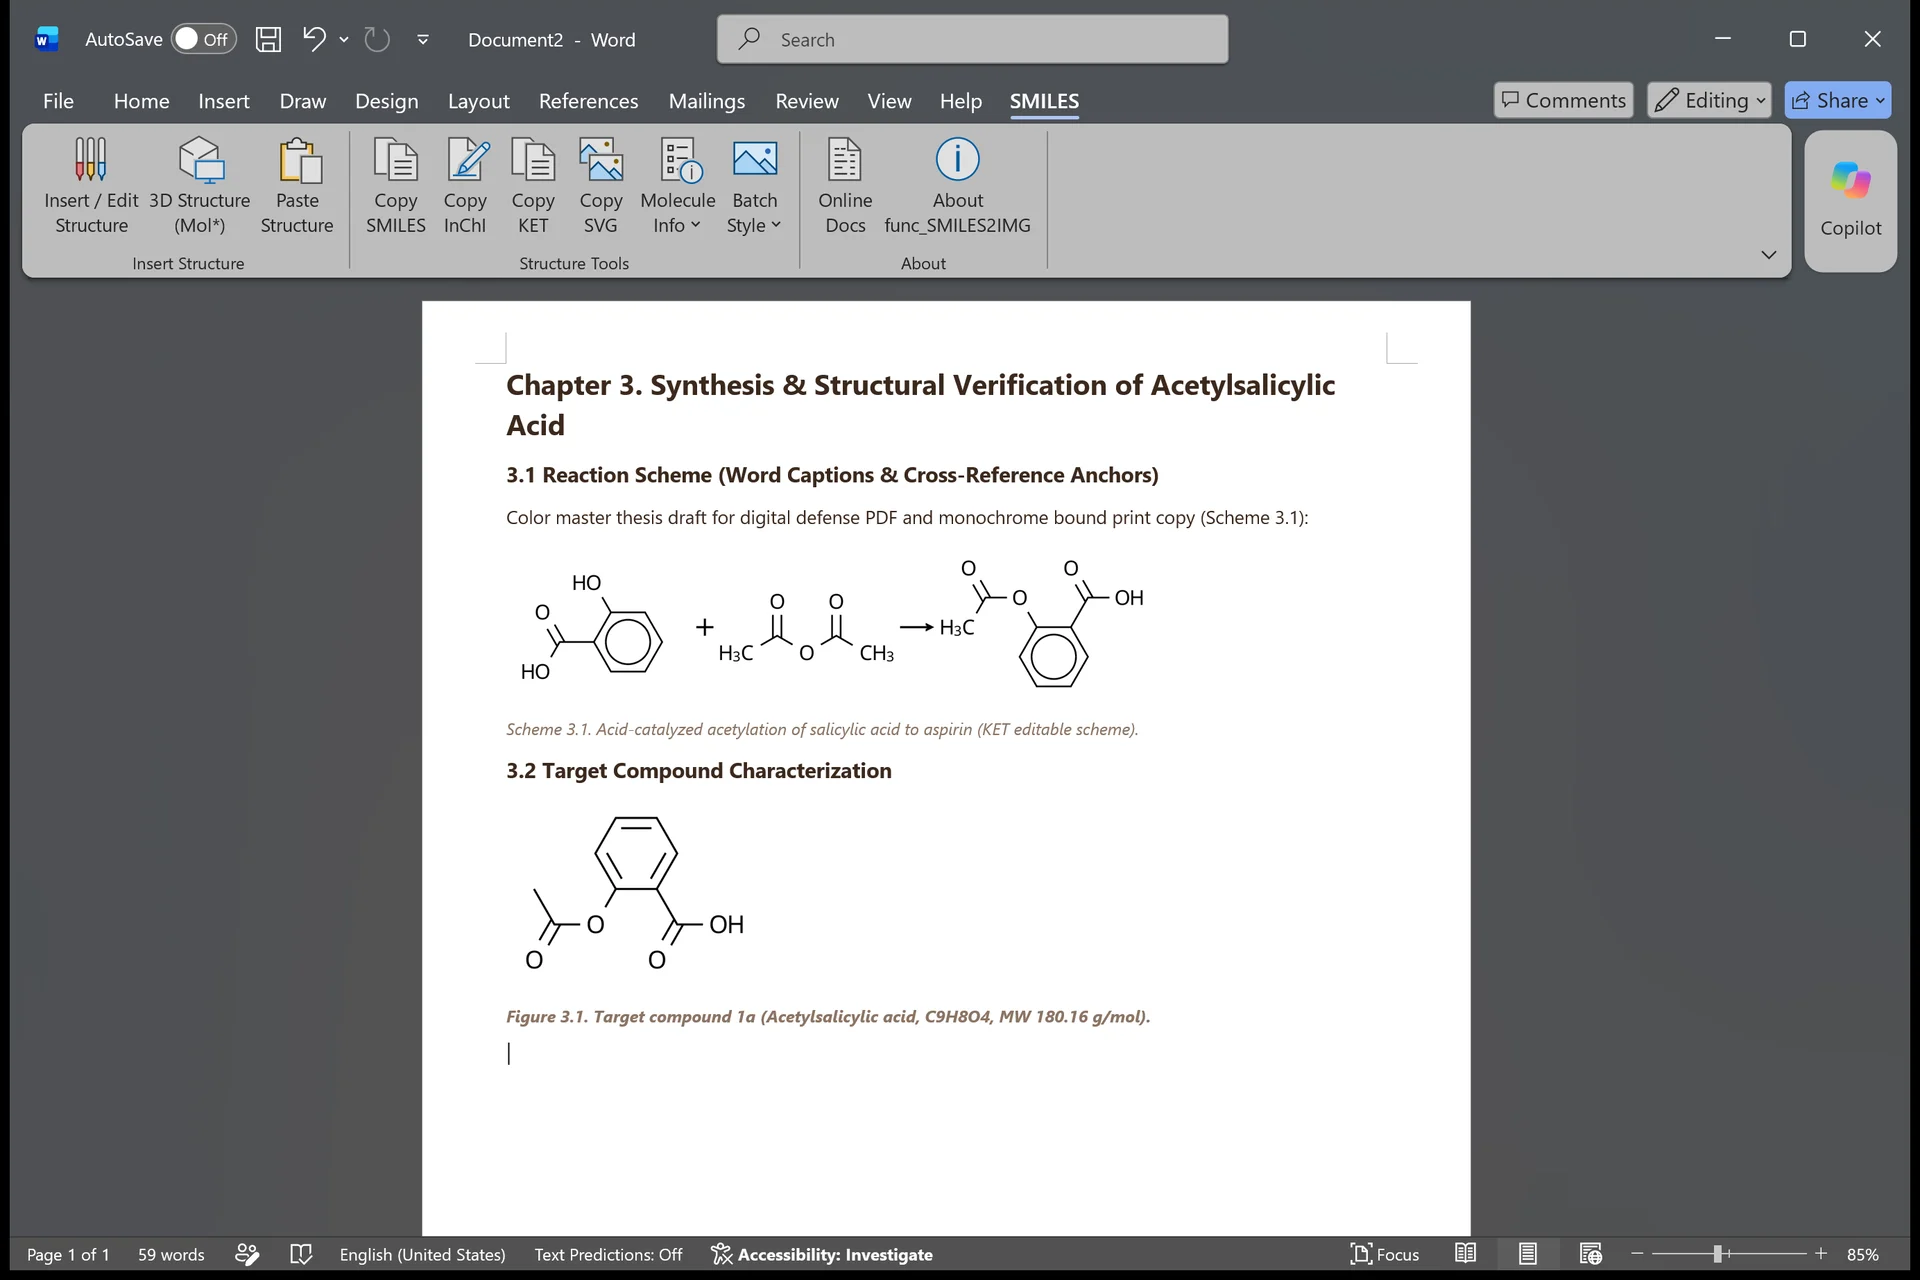 AutoSave Off Document2 - Word Search
File Home Insert Draw Design Layout References Mailings Review View Help SMILES Comments Editing Share
Insert / Edit Structure
3D Structure (Mol*)
Paste Structure
Copy SMILES
Copy InChI
Copy KET
Copy SVG
Molecule Info
Batch Style
Online Docs
About func_SMILES2IMG
Copilot
Insert Structure Structure Tools About
Chapter 3. Synthesis & Structural Verification of Acetylsalicylic
Acid
3.1 Reaction Scheme (Word Captions & Cross-Reference Anchors)
Color master thesis draft for digital defense PDF and monochrome bound print copy (Scheme 3.1):
HO
O
HO
+
O O
H₃C O CH₃
O O
O OH
H₃C
Scheme 3.1. Acid-catalyzed acetylation of salicylic acid to aspirin (KET editable scheme).
3.2 Target Compound Characterization
O OH
O O
Figure 3.1. Target compound 1a (Acetylsalicylic acid, C9H8O4, MW 180.16 g/mol).
Page 1 of 1 59 words English (United States) Text Predictions: Off Accessibility: Investigate Focus 85%